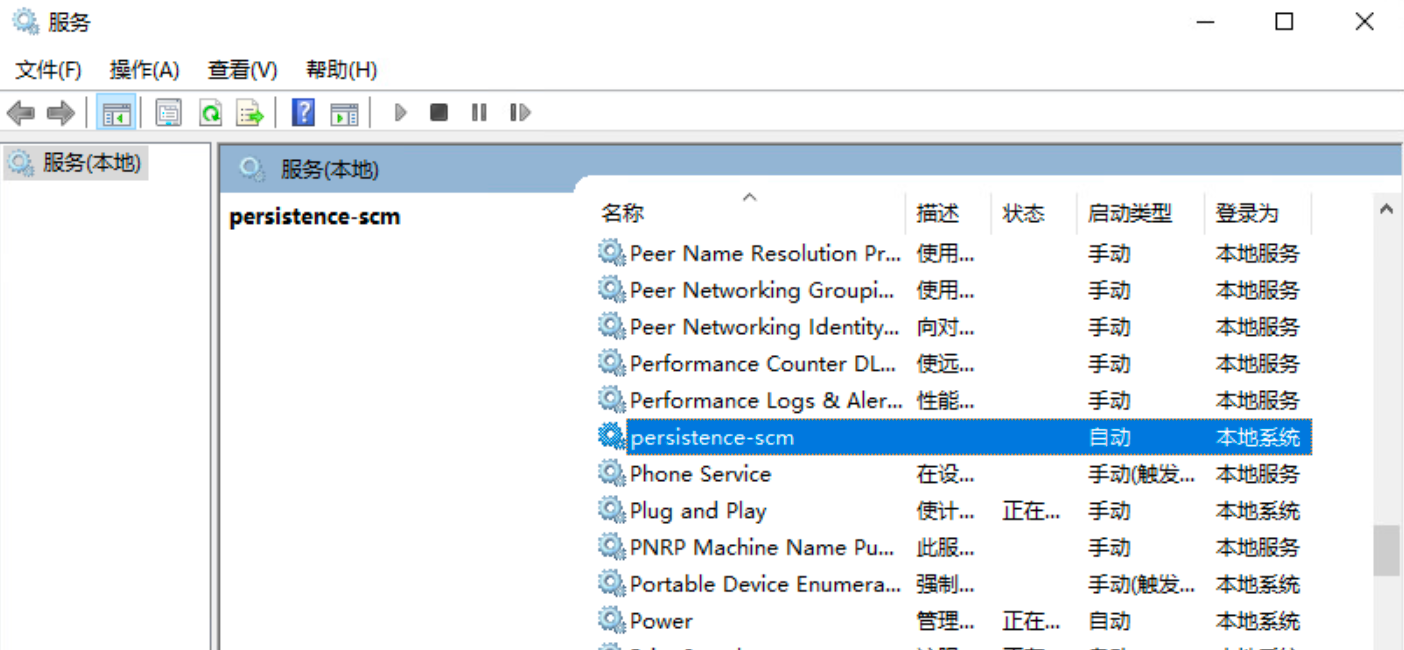 服务
文件(F) 操作(A) 查看(V) 帮助(H)
服务(本地)
服务(本地)
persistence-scm
名称 描述 状态 启动类型 登录为
Peer Name Resolution Pr... 使用... 手动 本地服务
Peer Networking Groupi... 使用... 手动 本地服务
Peer Networking Identity... 向对... 手动 本地服务
Performance Counter DL... 使远... 手动 本地服务
Performance Logs & Aler... 性能... 手动 本地服务
persistence-scm 自动 本地系统
Phone Service 在设... 手动(触发... 本地服务
Plug and Play 使计... 正在... 手动 本地系统
PNRP Machine Name Pu... 此服... 手动 本地服务
Portable Device Enumera... 强制... 手动(触发... 本地系统
Power 管理... 正在... 自动 本地系统